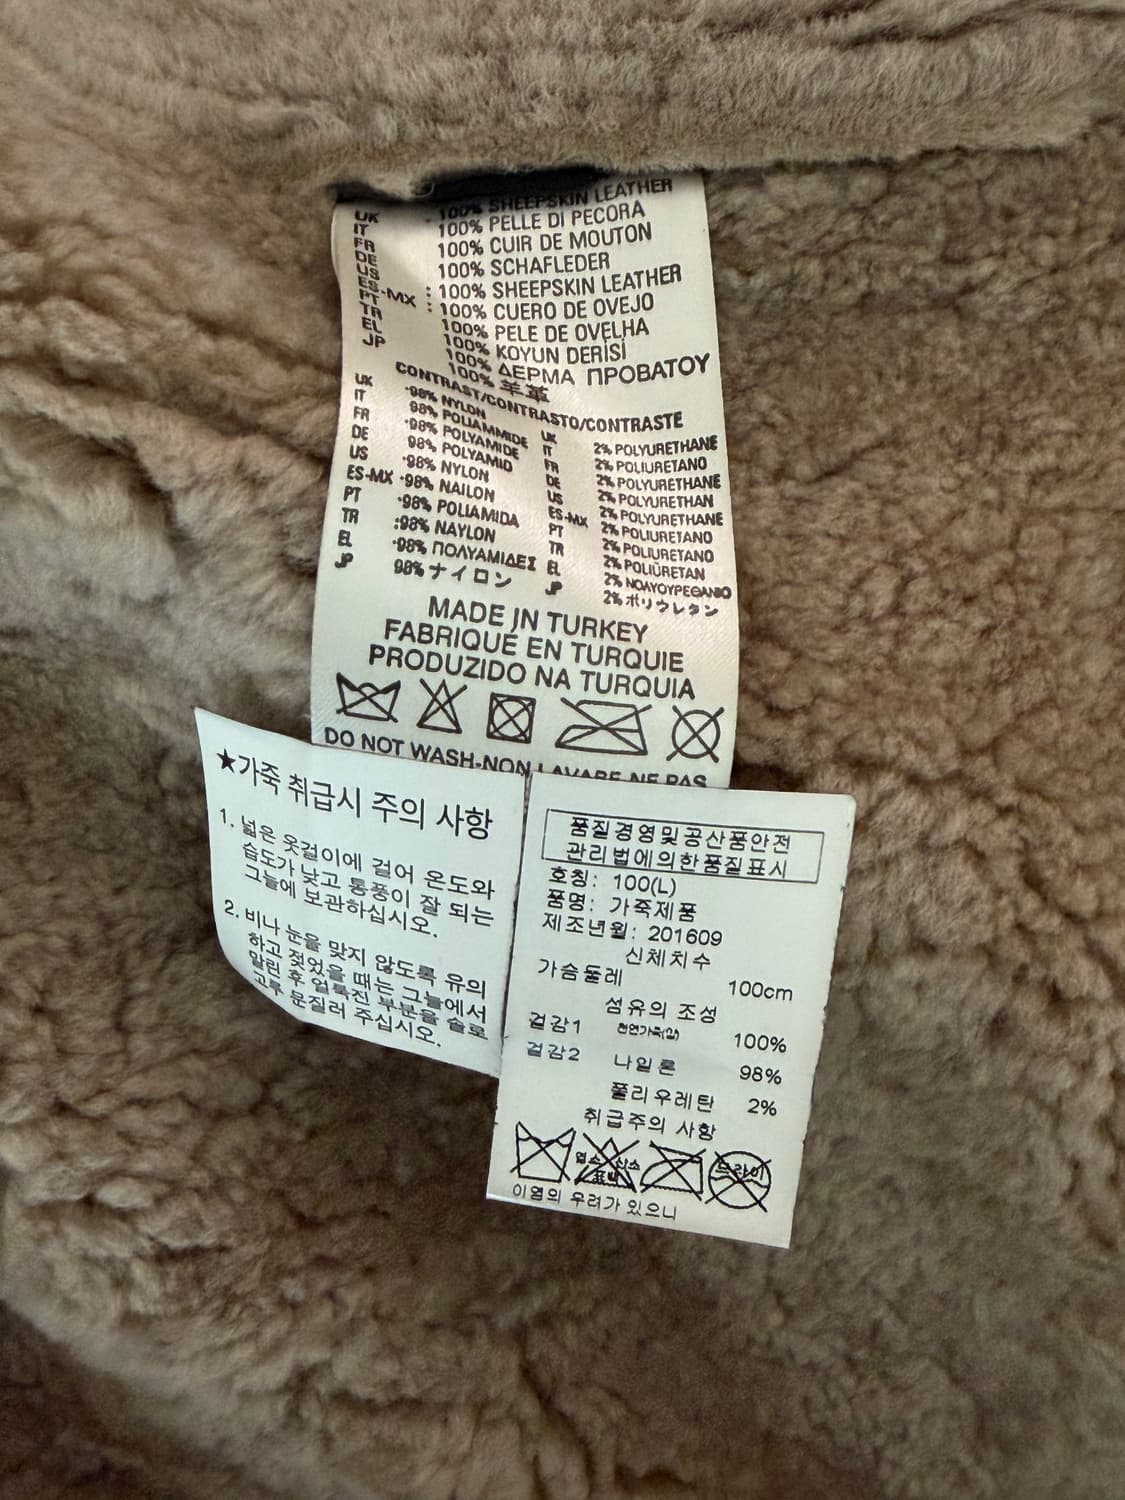 UK 100% SHEEPSKIN LEATHER
IT 100% PELLE DI PECORA
FR 100% CUIR DE MOUTON
DE 100% SCHAFLEDER
US : 100% SHEEPSKIN LEATHER
ES-MX : 100% CUERO DE OVEJO
PT 100% PELE DE OVELHA
TR 100% KOYUN DERİSİ
EL 100% ΔΕΡΜΑ ΠΡΟΒΑΤΟΥ
JP 100% 羊革
CONTRAST/CONTRASTO/CONTRASTE
UK 98% NYLON UK 2% POLYURETHANE
IT 98% POLIAMMIDE IT 2% POLIURETANO
FR 98% POLYAMIDE FR 2% POLYURETHANE
DE 98% POLYAMID DE 2% POLYURETHAN
US 98% NYLON US 2% POLYURETHANE
ES-MX 98% NAILON ES-MX 2% POLIURETANO
PT 98% POLIAMIDA PT 2% POLIURETANO
TR :98% NAYLON TR 2% POLIÜRETAN
EL 98% ΠΟΛΥΑΜΙΔΕΣ EL 2%
JP 98% ナイロン JP 2% ポリウレタン
MADE IN TURKEY
FABRIQUÉ EN TURQUIE
PRODUZIDO NA TURQUIA
DO NOT WASH-NON LAVARE NE PAS
★가죽 취급시 주의 사항
1. 넓은 옷걸이에 걸어 온도와
습도가 낮고 통풍이 잘 되는
그늘에 보관하십시오.
2. 비나 눈을 맞지 않도록 유의
하고 젖었을 때는 그늘에서
말린 후 얼룩진 부분을 솔로
고루 문질러 주십시오.
품질경영및공산품안전
관리법에의한품질표시
호칭: 100(L)
품명: 가죽제품
제조년월: 201609
신체치수
가슴둘레 100cm
섬유의 조성
겉감1 천연가죽(양) 100%
겉감2 나일론 98%
폴리우레탄 2%
취급주의 사항
염소 산소 드라이
표백
이염의 우려가 있으니